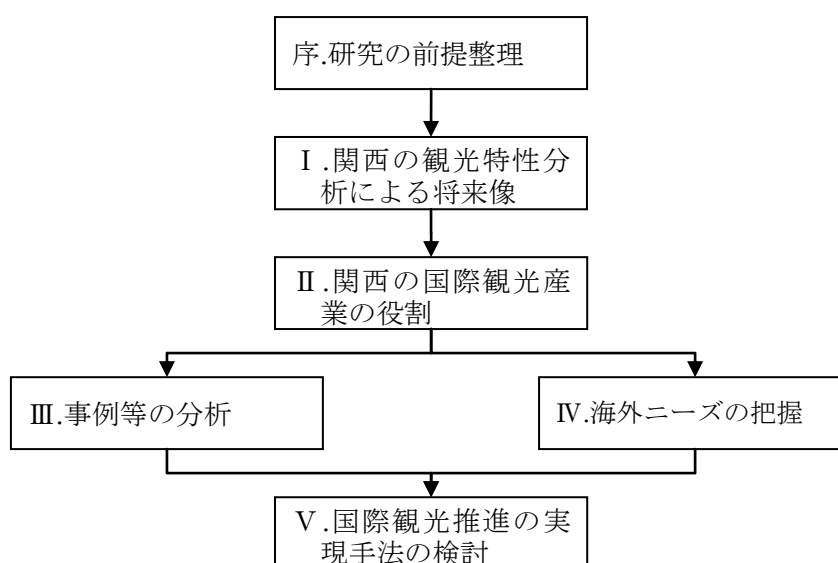 序.研究の前提整理
Ⅰ.関西の観光特性分
析による将来像
Ⅱ.関西の国際観光産
業の役割
Ⅲ.事例等の分析
Ⅳ.海外ニーズの把握
Ⅴ.国際観光推進の実
現手法の検討